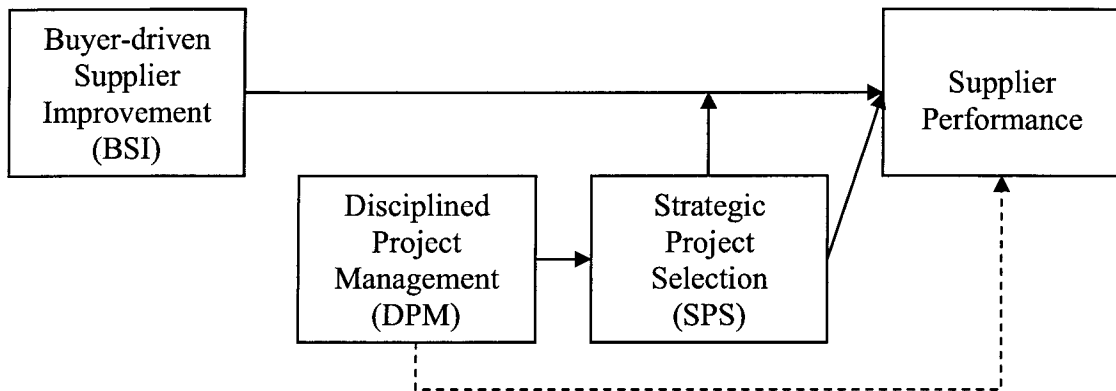 Buyer-driven
Supplier
Improvement
(BSI)
Supplier
Performance
Disciplined
Project
Management
(DPM)
Strategic
Project
Selection
(SPS)